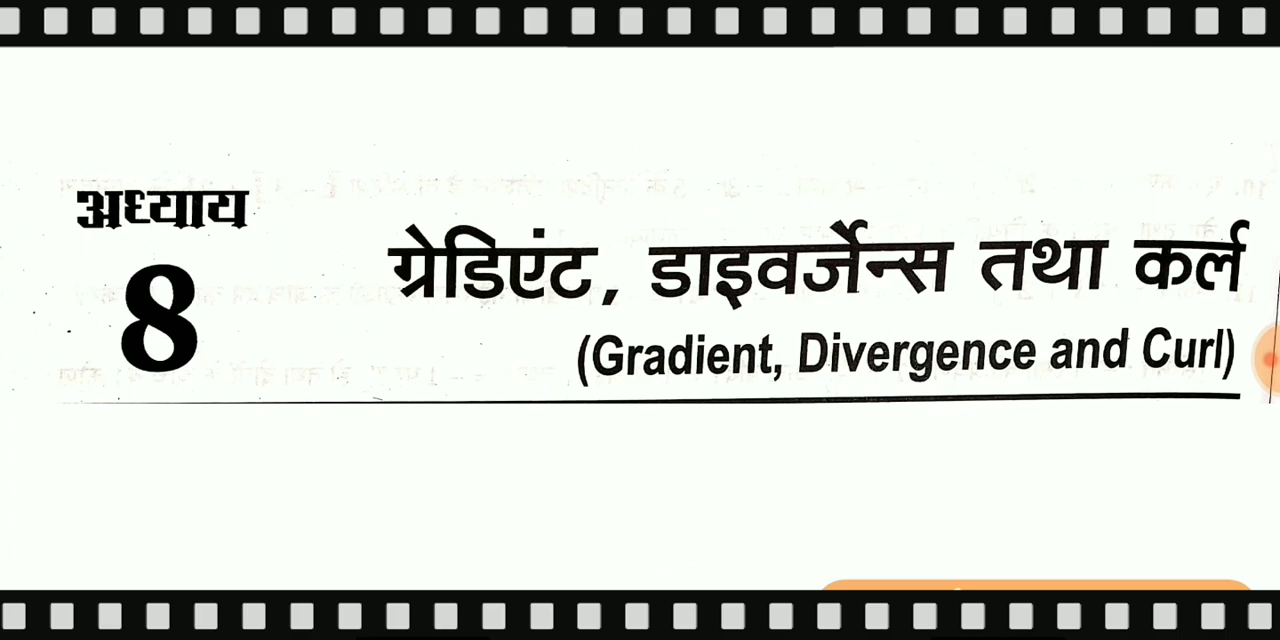 अध्याय
8
ग्रेडिएंट, डाइवर्जेन्स तथा कर्ल
(Gradient, Divergence and Curl)